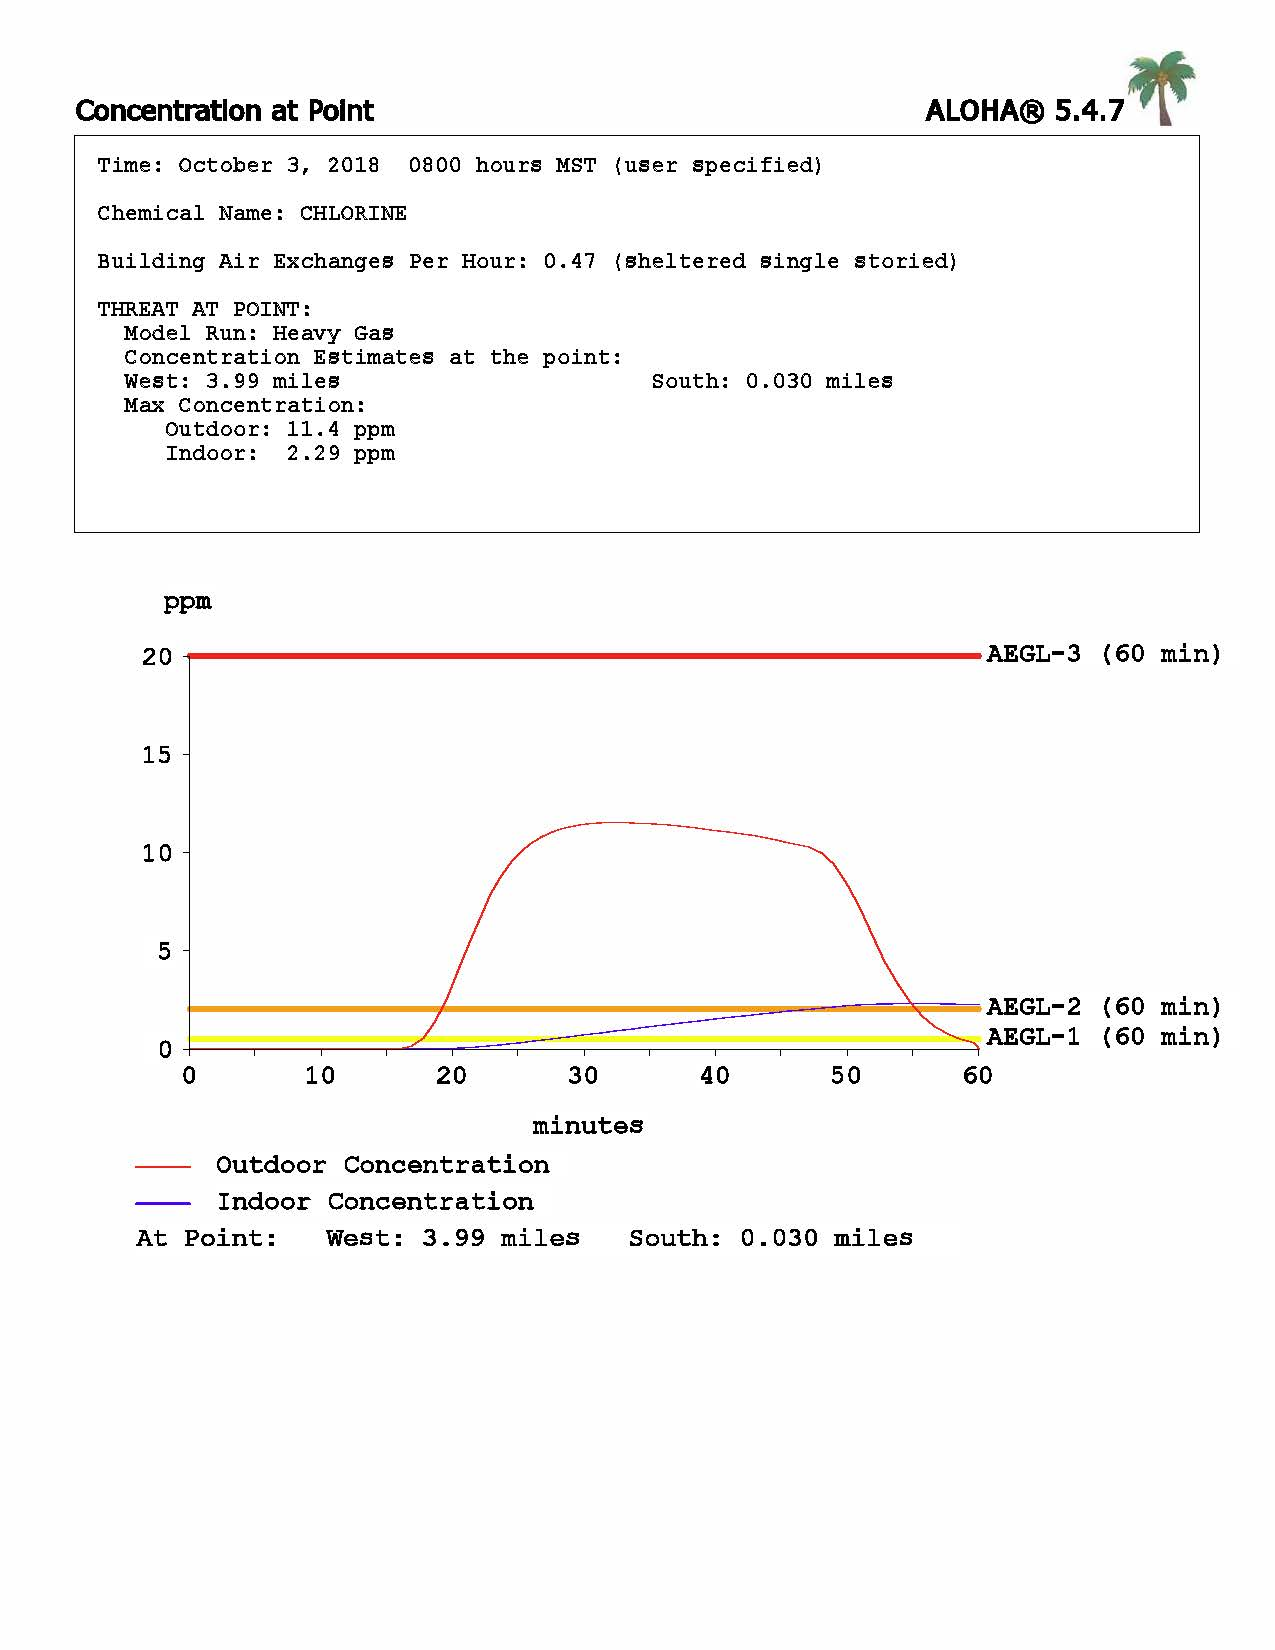 Concentration at Point ALOHA® 5.4.7
Time: October 3, 2018 0800 hours MST (user specified)
Chemical Name: CHLORINE
Building Air Exchanges Per Hour: 0.47 (sheltered single storied)
THREAT AT POINT:
Model Run: Heavy Gas
Concentration Estimates at the point:
West: 3.99 miles South: 0.030 miles
Max Concentration:
Outdoor: 11.4 ppm
Indoor: 2.29 ppm
ppm
20 AEGL-3 (60 min)
15
10
5
AEGL-2 (60 min)
0 AEGL-1 (60 min)
0 10 20 30 40 50 60
minutes
Outdoor Concentration
Indoor Concentration
At Point: West: 3.99 miles South: 0.030 miles